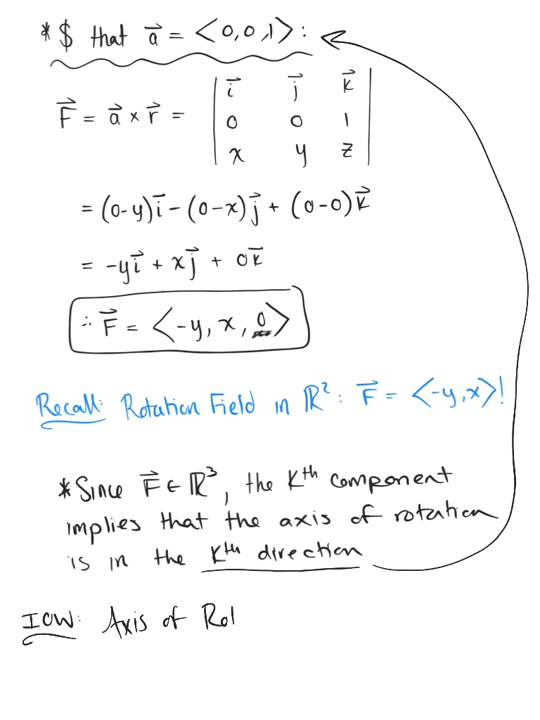 * $ that a⃗ = <0,0,1>:
F⃗ = a⃗ × r⃗ = | i⃗ j⃗ k⃗ |
| 0 0 1 |
| x y z |
= (0-y)i⃗ - (0-x)j⃗ + (0-0)k⃗
= -yi⃗ + xj⃗ + 0k⃗
∴ F⃗ = <-y, x, 0>
Recall: Rotation Field in ℝ²: F⃗ = <-y,x>!
*Since F⃗ ∈ ℝ³, the Kth component
implies that the axis of rotation
is in the Kth direction
IOW: Axis of Rol